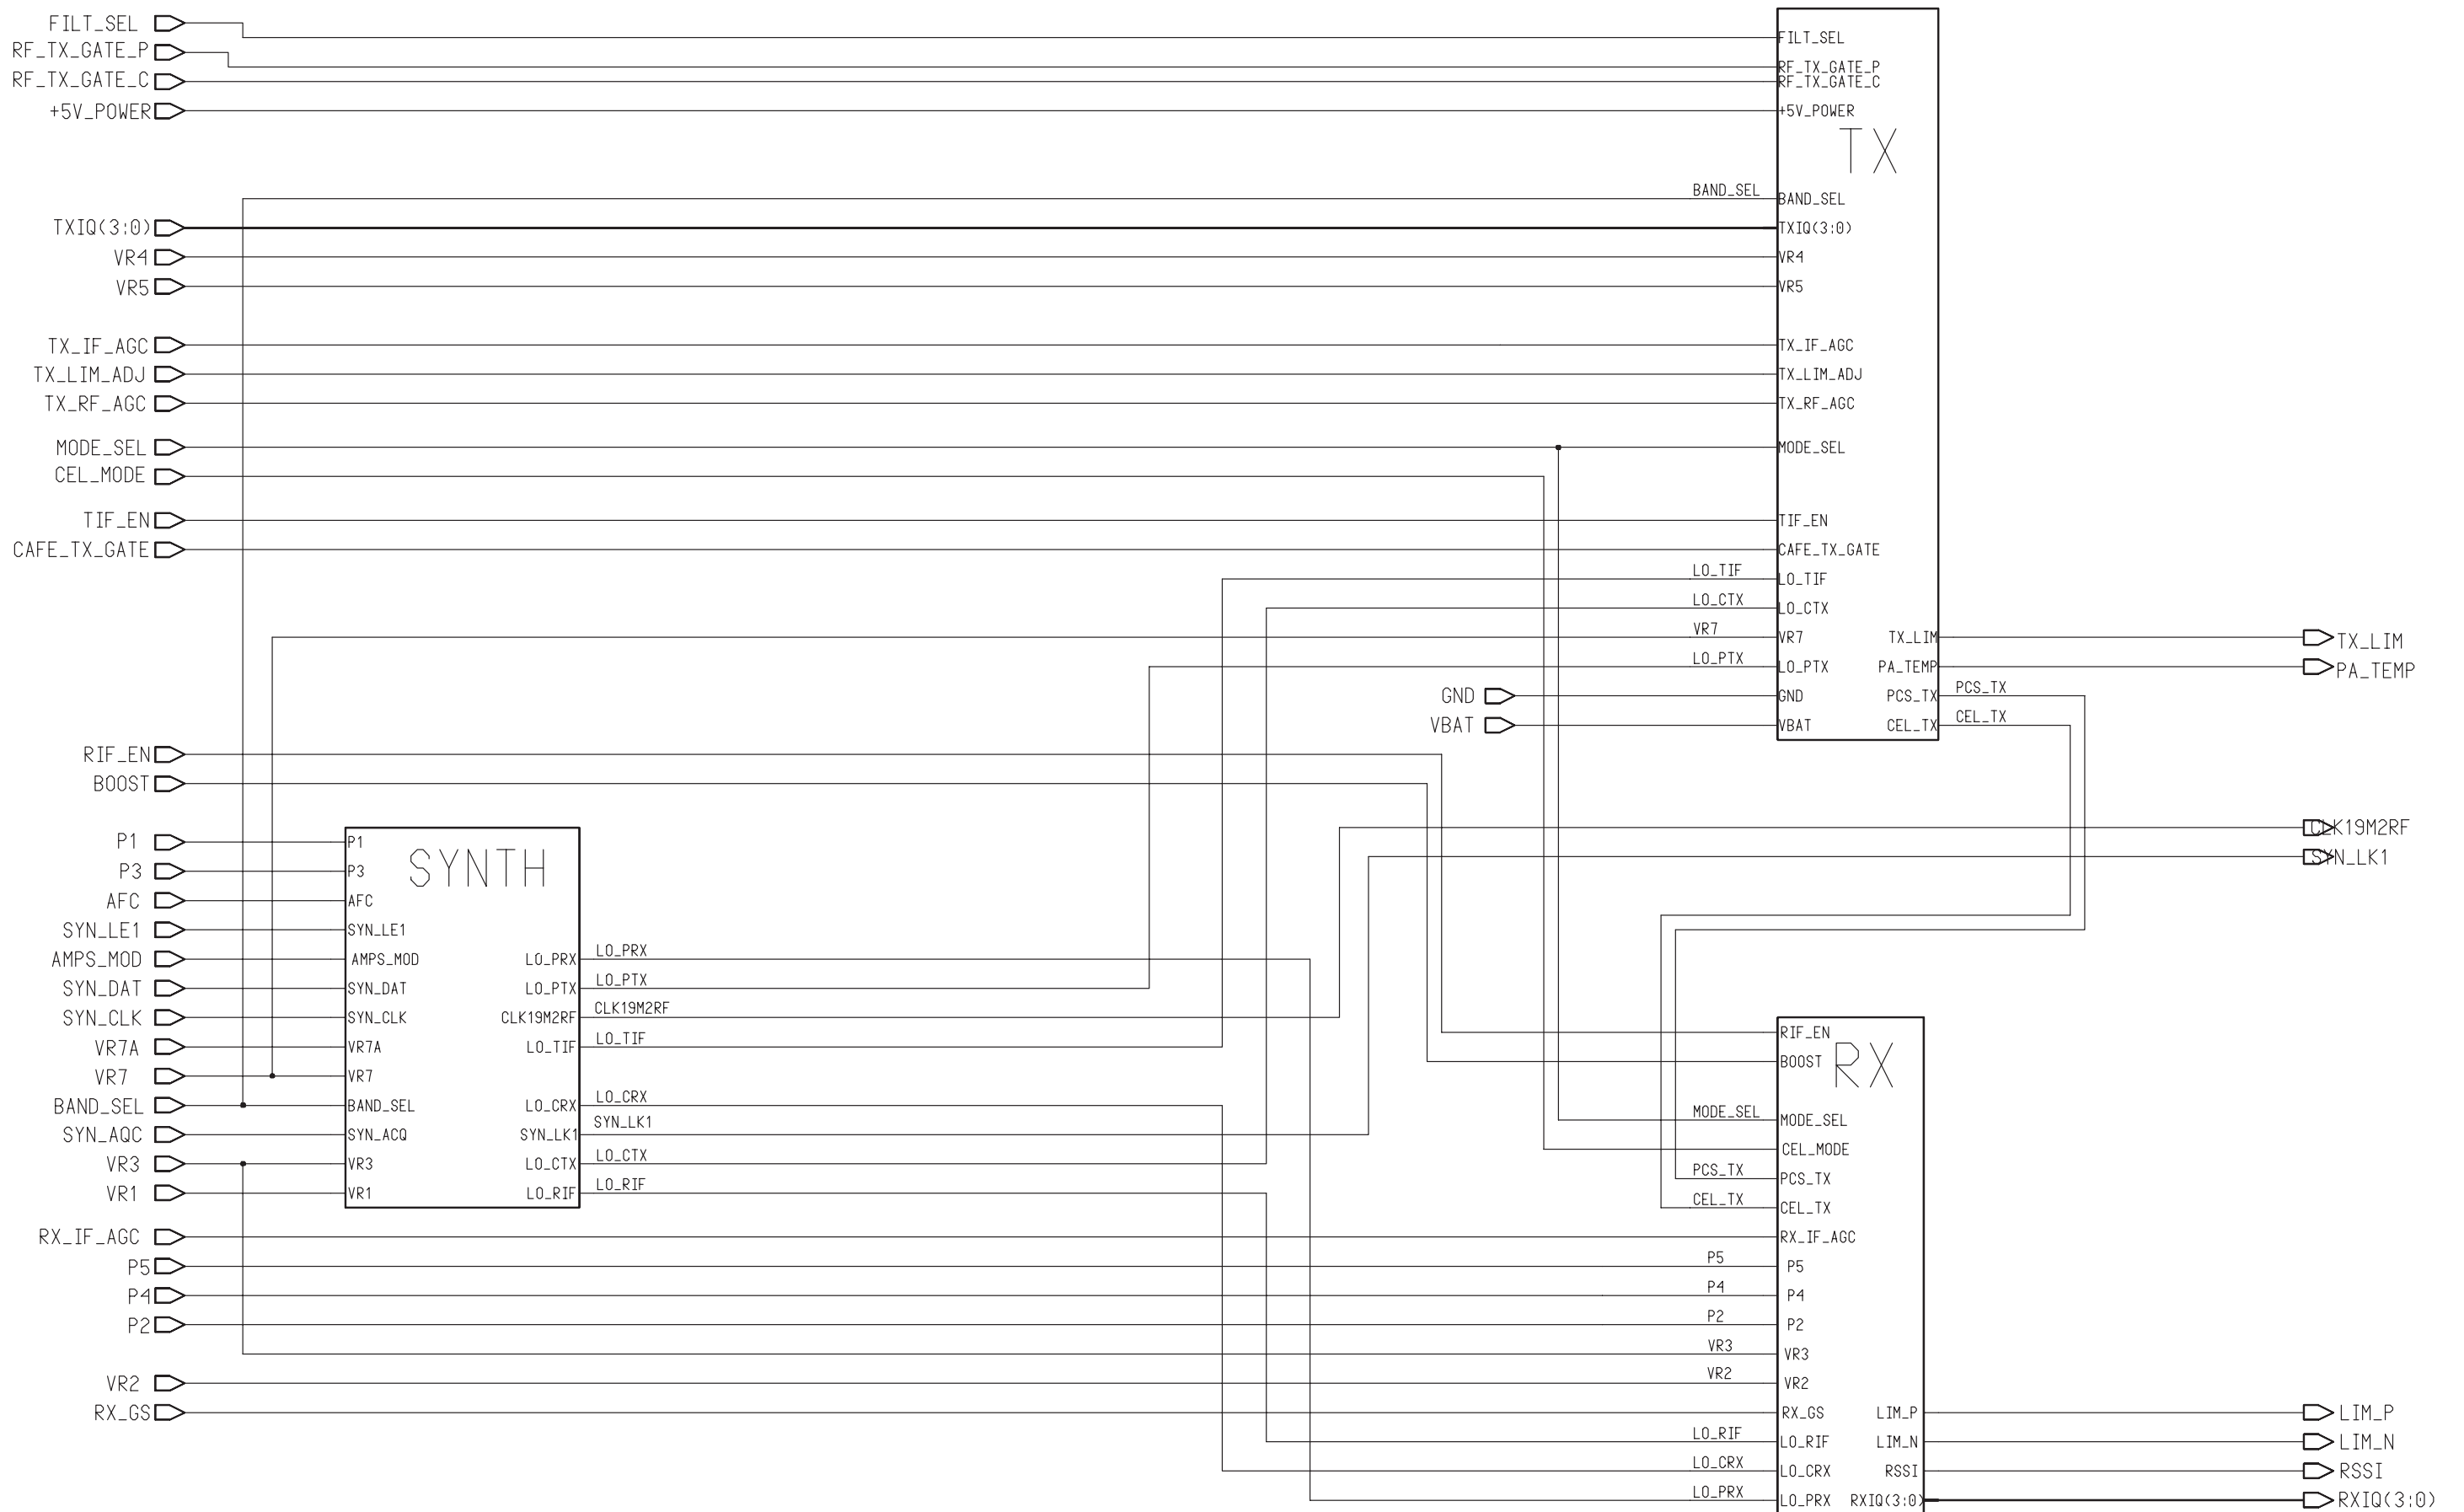 FILT_SEL
FILT_SEL
RF_TX_GATE_P
RF_TX_GATE_P
RF_TX_GATE_C
RF_TX_GATE_C
+5V_POWER
+5V_POWER
TX
BAND_SEL
BAND_SEL
TXIQ(3:0)
TXIQ(3:0)
VR4
VR4
VR5
VR5
TX_IF_AGC
TX_IF_AGC
TX_LIM_ADJ
TX_LIM_ADJ
TX_RF_AGC
TX_RF_AGC
MODE_SEL
MODE_SEL
CEL_MODE
TIF_EN
TIF_EN
CAFE_TX_GATE
CAFE_TX_GATE
LO_TIF
LO_TIF
LO_CTX
LO_CTX
VR7
VR7
TX_LIM
TX_LIM
LO_PTX
LO_PTX
PA_TEMP
PA_TEMP
GND
GND
PCS_TX
PCS_TX
VBAT
VBAT
CEL_TX
CEL_TX
RIF_EN
BOOST
CLK19M2RF
SYN_LK1
P1
P1
SYNTH
P3
P3
AFC
AFC
SYN_LE1
SYN_LE1
AMPS_MOD
AMPS_MOD
LO_PRX
LO_PRX
SYN_DAT
SYN_DAT
LO_PTX
LO_PTX
SYN_CLK
SYN_CLK
CLK19M2RF
CLK19M2RF
VR7A
VR7A
LO_TIF
LO_TIF
VR7
VR7
BAND_SEL
BAND_SEL
LO_CRX
LO_CRX
SYN_AQC
SYN_ACQ
SYN_LK1
SYN_LK1
VR3
VR3
LO_CTX
LO_CTX
VR1
VR1
LO_RIF
LO_RIF
RIF_EN
BOOST
RX
MODE_SEL
MODE_SEL
CEL_MODE
PCS_TX
PCS_TX
CEL_TX
CEL_TX
RX_IF_AGC
RX_IF_AGC
P5
P5
P5
P4
P4
P4
P2
P2
P2
VR3
VR3
VR2
VR2
VR2
RX_GS
RX_GS
LIM_P
LIM_P
LO_RIF
LO_RIF
LIM_N
LIM_N
LO_CRX
LO_CRX
RSSI
RSSI
LO_PRX
LO_PRX
RXIQ(3:0)
RXIQ(3:0)